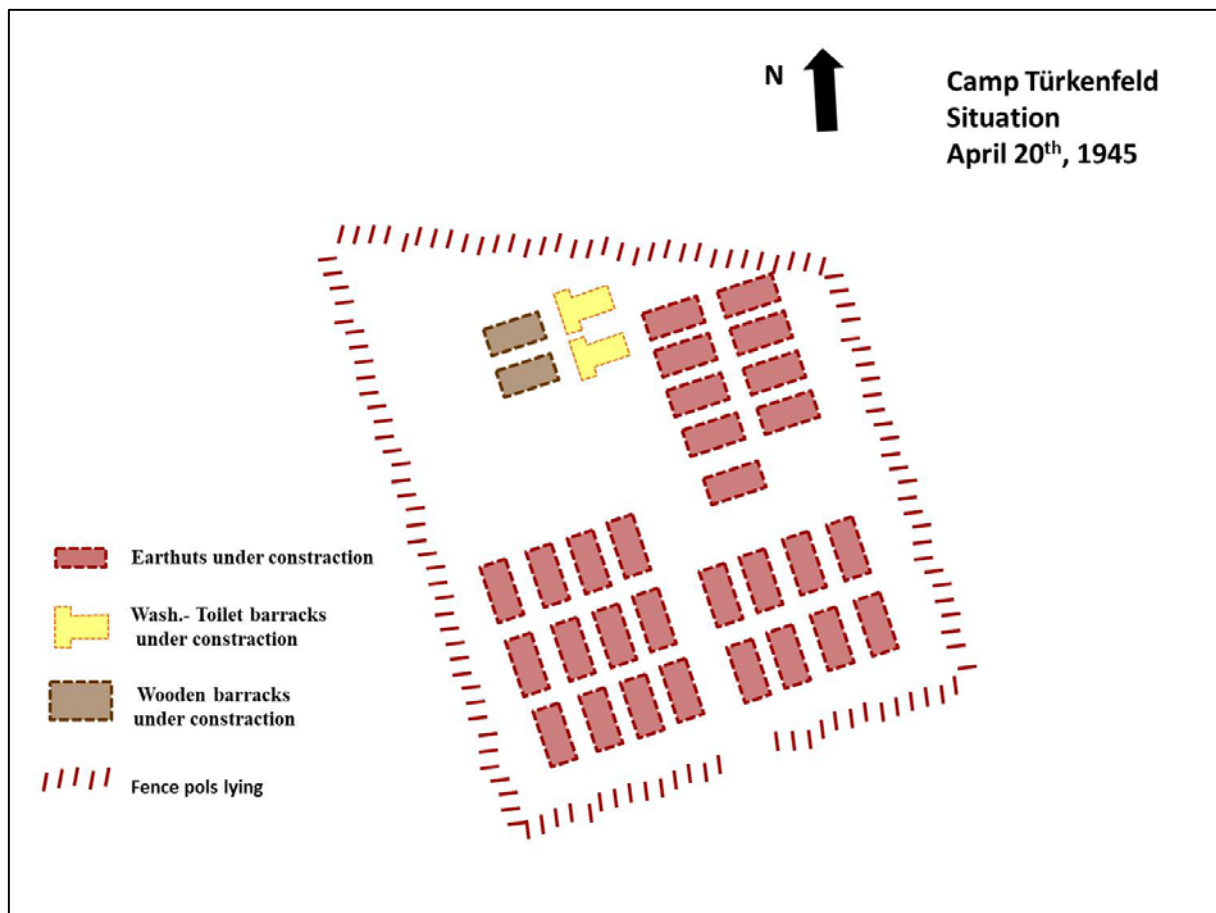 N
Camp Türkenfeld
Situation
April 20th, 1945
Earthuts under constraction
Wash.- Toilet barracks
under constraction
Wooden barracks
under constraction
Fence pols lying